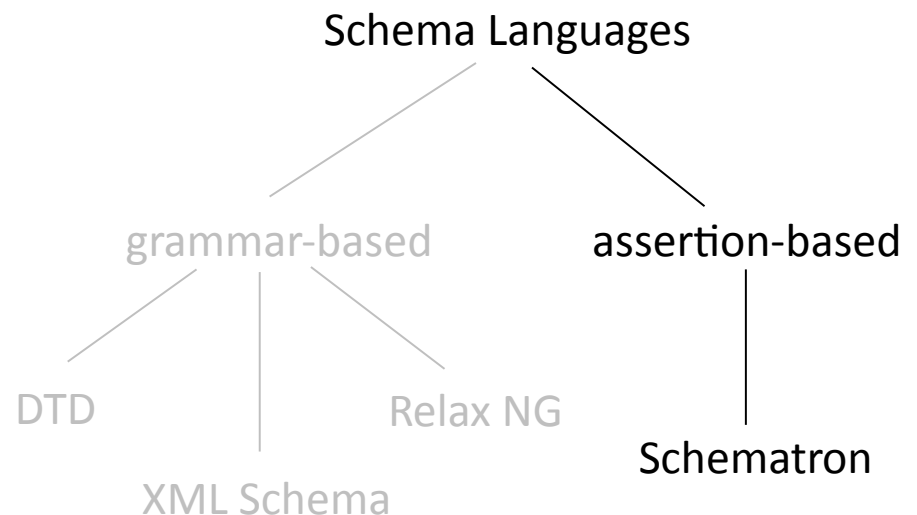 Schema Languages
grammar-based
assertion-based
DTD
Relax NG
Schematron
XML Schema